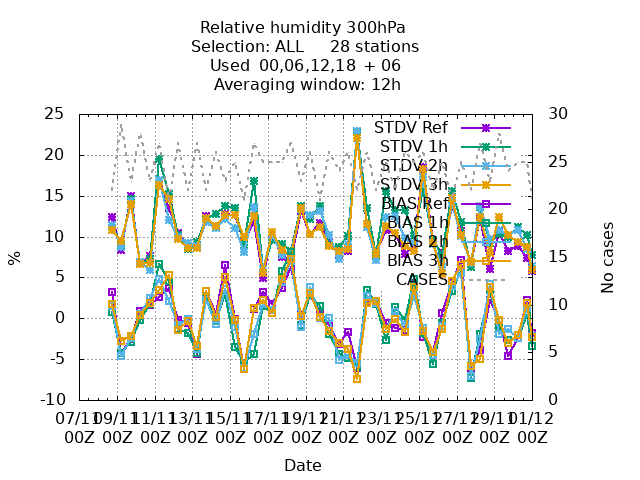 Relative humidity 300hPa
Selection: ALL 28 stations
Used 00,06,12,18 + 06
Averaging window: 12h
25 30
20 25
15 20
10 15
5 10
0 5
-5 0
-10
%
No cases
STDV Ref
STDV 1h
STDV 2h
STDV 3h
BIAS Ref
BIAS 1h
BIAS 2h
BIAS 3h
CASES
07/11 09/11 11/11 13/11 15/11 17/11 19/11 21/11 23/11 25/11 27/11 29/11 01/12
00Z 00Z 00Z 00Z 00Z 00Z 00Z 00Z 00Z 00Z 00Z 00Z 00Z
Date